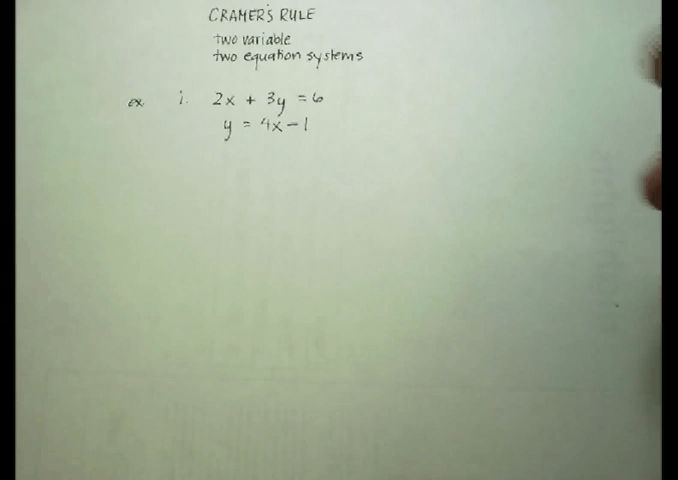 CRAMER'S RULE
two variable
two equation systems
ex 1. 2x + 3y = 6
y = 4x - 1